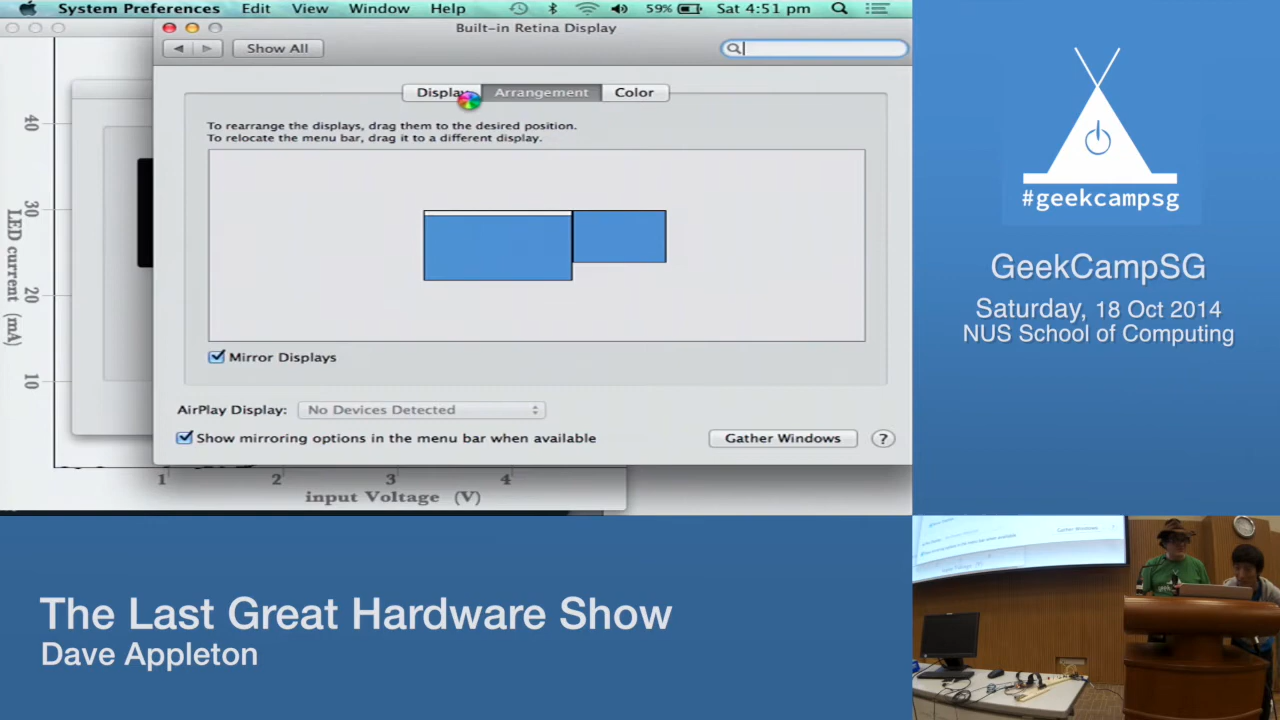 System Preferences Edit View Help 59% Sat 4:51 pm
Built-in Retina Display
Show All
Display Arrangement Color
To rearrange the displays, drag them to the desired position.
To relocate the menu bar, drag it to a different display.
Mirror Displays
AirPlay Display: No Devices Detected
Show mirroring options in the menu bar when available
Gather Windows ?
40
30
20
10
LED current (mA)
1 2 3 4
input Voltage (V)
#geekcampsg
GeekCampSG
Saturday, 18 Oct 2014
NUS School of Computing
The Last Great Hardware Show
Dave Appleton
Gather Windows